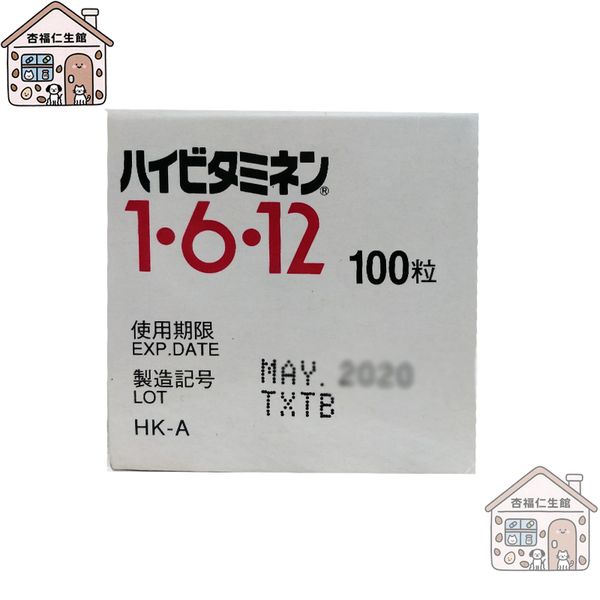 杏福仁生館
ハイビタミネン®
1・6・12 100粒
使用期限
EXP.DATE
MAY. 2020
製造記号
LOT
TXTB
HK-A
杏福仁生館